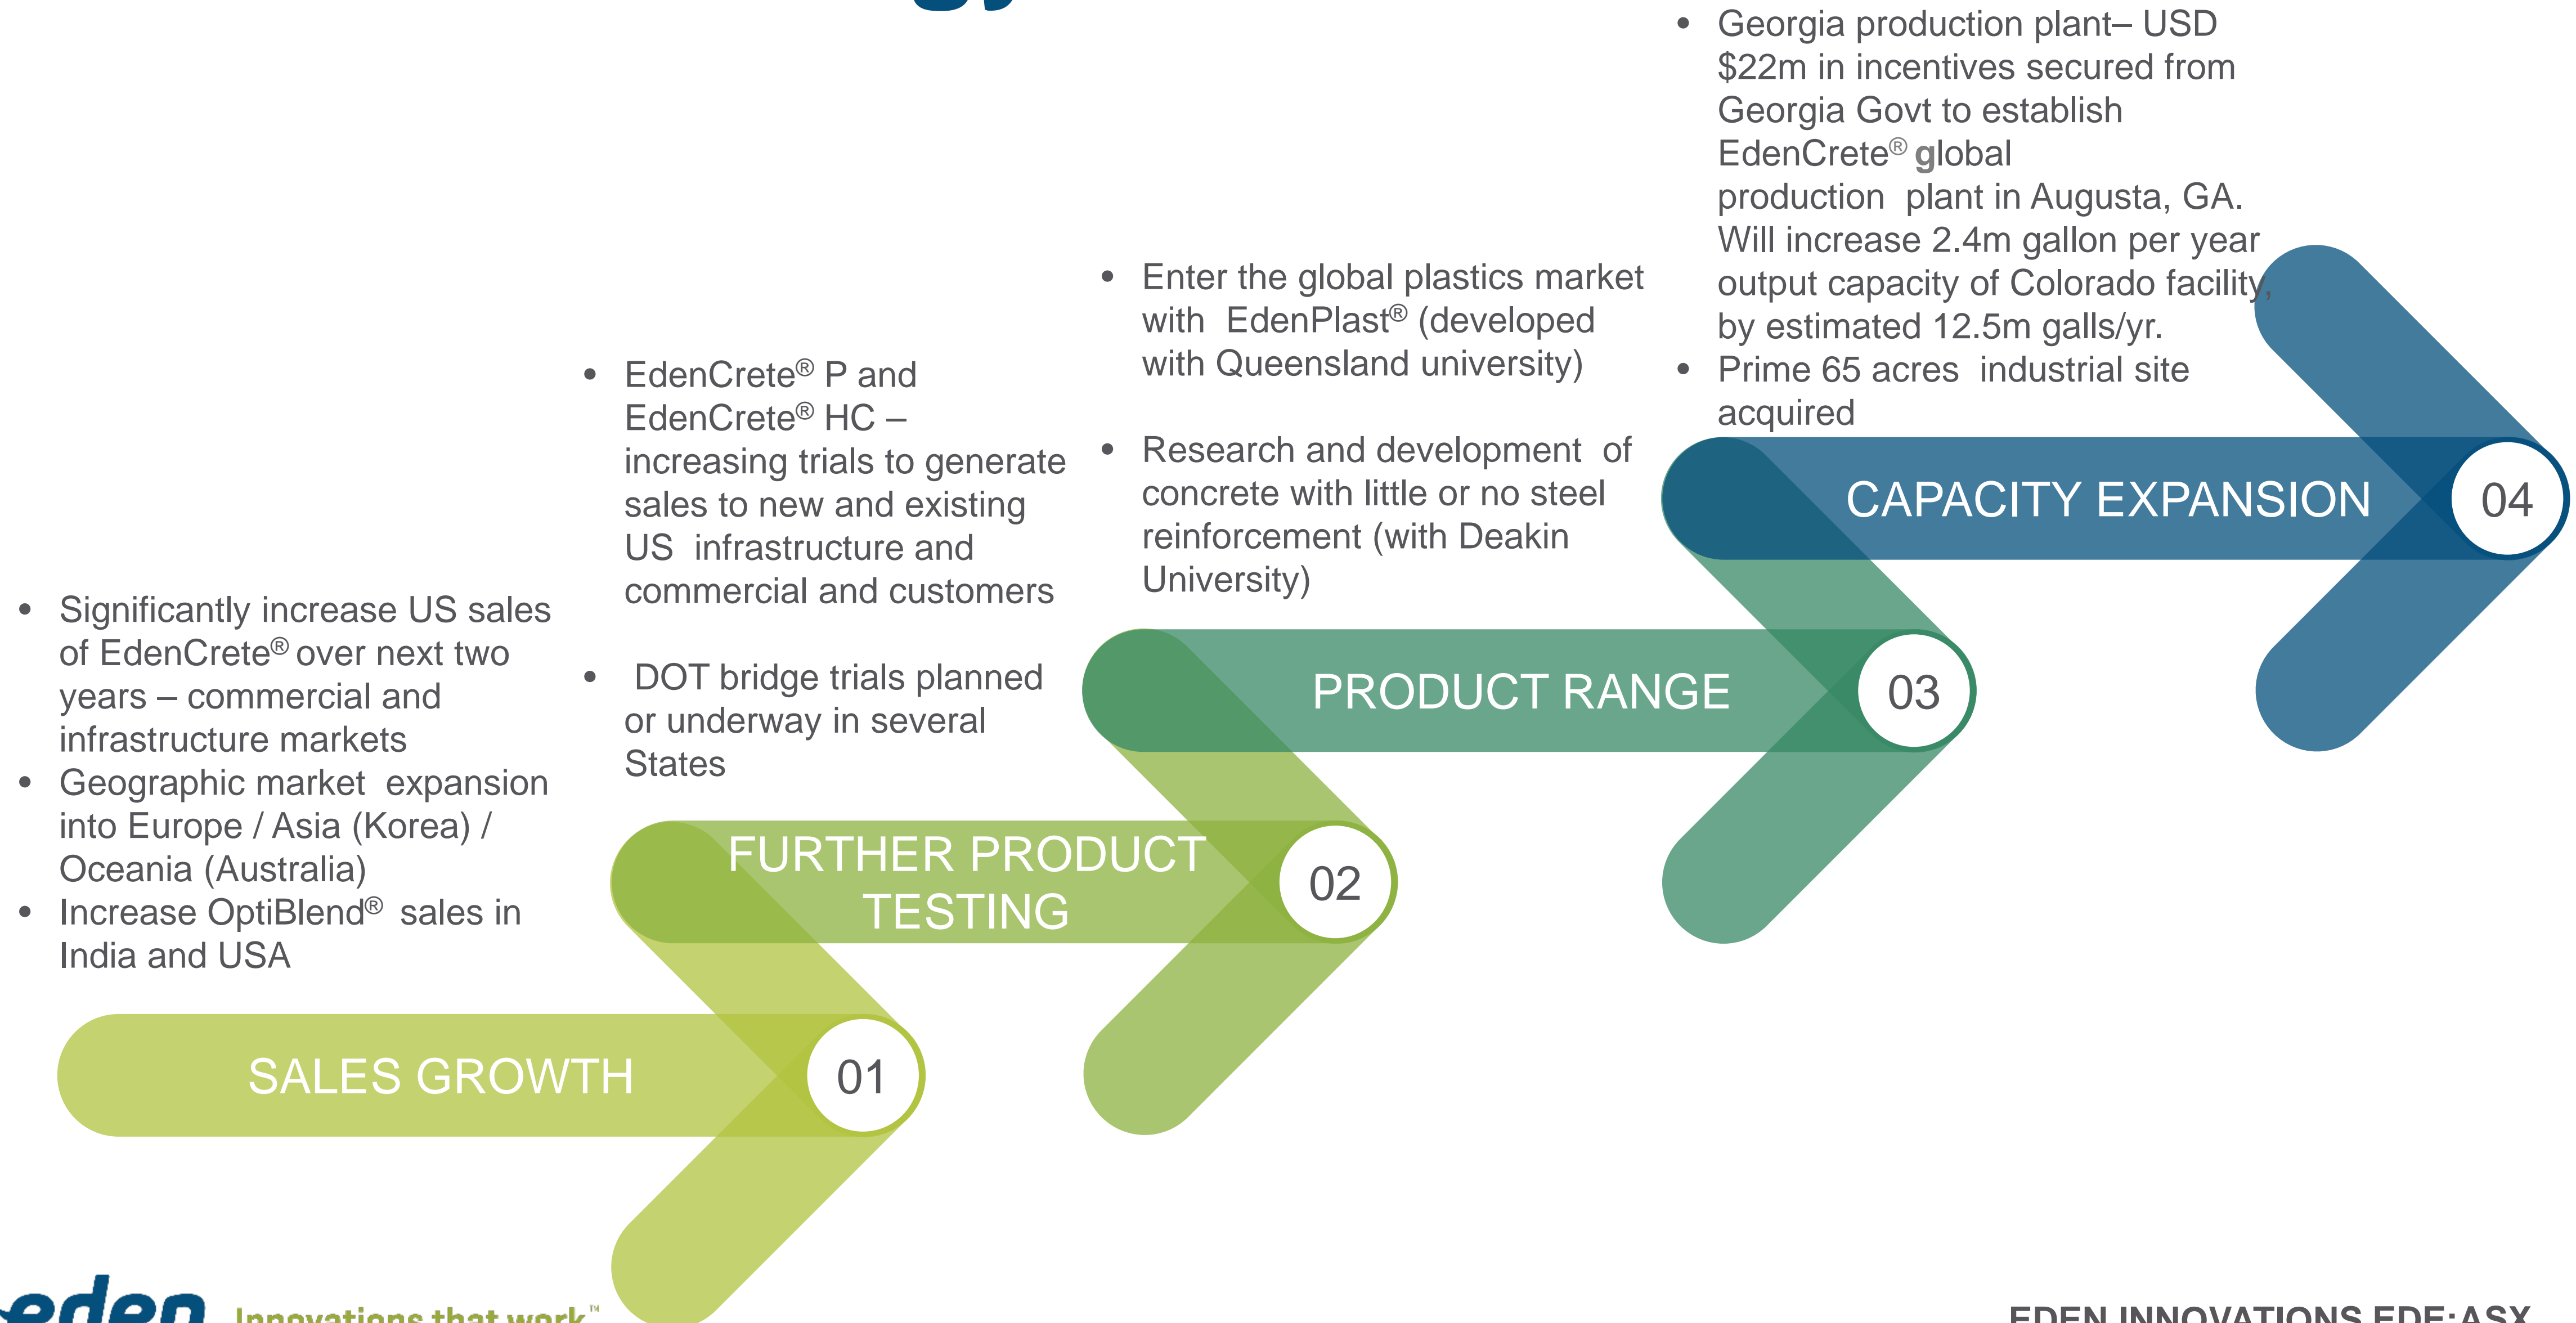 • Significantly increase US sales
of EdenCrete® over next two
years – commercial and
infrastructure markets
• Geographic market expansion
into Europe / Asia (Korea) /
Oceania (Australia)
• Increase OptiBlend® sales in
India and USA
SALES GROWTH
01
• EdenCrete® P and
EdenCrete® HC –
increasing trials to generate
sales to new and existing
US infrastructure and
commercial and customers
• DOT bridge trials planned
or underway in several
States
FURTHER PRODUCT
TESTING
02
• Enter the global plastics market
with EdenPlast® (developed
with Queensland university)
• Research and development of
concrete with little or no steel
reinforcement (with Deakin
University)
PRODUCT RANGE
03
• Georgia production plant– USD
$22m in incentives secured from
Georgia Govt to establish
EdenCrete® global
production plant in Augusta, GA.
Will increase 2.4m gallon per year
output capacity of Colorado facility,
by estimated 12.5m galls/yr.
• Prime 65 acres industrial site
acquired
CAPACITY EXPANSION
04
eden
Innovations that work™
EDEN INNOVATIONS EDE:ASX